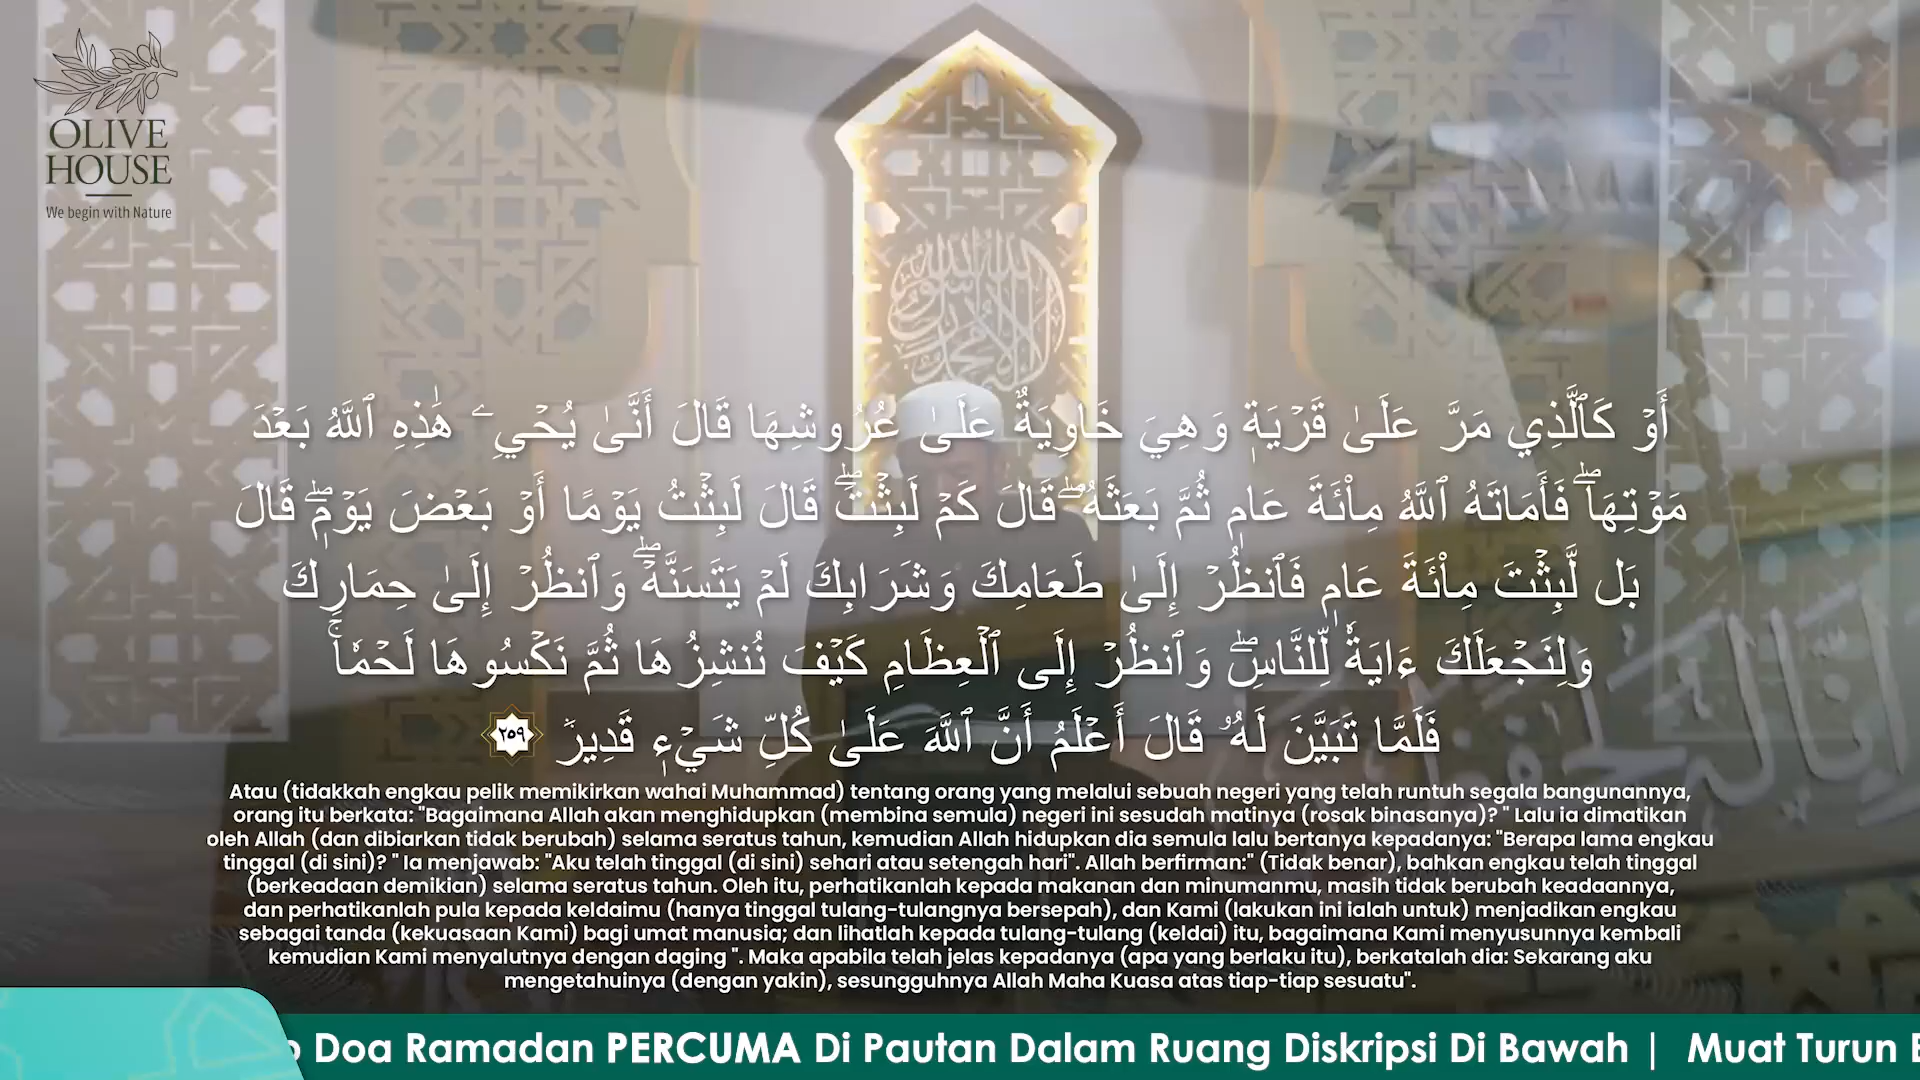 OLIVE
HOUSE
We begin with Nature
أَوۡ كَٱلَّذِي مَرَّ عَلَىٰ قَرۡيَةٖ وَهِيَ خَاوِيَةٌ عَلَىٰ عُرُوشِهَا قَالَ أَنَّىٰ يُحۡيِۦ هَٰذِهِ ٱللَّهُ بَعۡدَ
مَوۡتِهَاۖ فَأَمَاتَهُ ٱللَّهُ مِاْئَةَ عَامٖ ثُمَّ بَعَثَهُۥۖ قَالَ كَمۡ لَبِثۡتَۖ قَالَ لَبِثۡتُ يَوۡمًا أَوۡ بَعۡضَ يَوۡمٖۖ قَالَ
بَل لَّبِثۡتَ مِاْئَةَ عَامٖ فَٱنظُرۡ إِلَىٰ طَعَامِكَ وَشَرَابِكَ لَمۡ يَتَسَنَّهۡۖ وَٱنظُرۡ إِلَىٰ حِمَارِكَ
وَلِنَجۡعَلَكَ ءَايَةٗ لِّلنَّاسِۖ وَٱنظُرۡ إِلَى ٱلۡعِظَامِ كَيۡفَ نُنشِزُهَا ثُمَّ نَكۡسُوهَا لَحۡمٗاۚ
فَلَمَّا تَبَيَّنَ لَهُۥ قَالَ أَعۡلَمُ أَنَّ ٱللَّهَ عَلَىٰ كُلِّ شَيۡءٖ قَدِيرٞ ٢٥٩
Atau (tidakkah engkau pelik memikirkan wahai Muhammad) tentang orang yang melalui sebuah negeri yang telah runtuh segala bangunannya,
orang itu berkata: "Bagaimana Allah akan menghidupkan (membina semula) negeri ini sesudah matinya (rosak binasanya)? " Lalu ia dimatikan
oleh Allah (dan dibiarkan tidak berubah) selama seratus tahun, kemudian Allah hidupkan dia semula lalu bertanya kepadanya: "Berapa lama engkau
tinggal (di sini)? " Ia menjawab: "Aku telah tinggal (di sini) sehari atau setengah hari". Allah berfirman:" (Tidak benar), bahkan engkau telah tinggal
(berkeadaan demikian) selama seratus tahun. Oleh itu, perhatikanlah kepada makanan dan minumanmu, masih tidak berubah keadaannya,
dan perhatikanlah pula kepada keldaimu (hanya tinggal tulang-tulangnya bersepah), dan Kami (lakukan ini ialah untuk) menjadikan engkau
sebagai tanda (kekuasaan Kami) bagi umat manusia; dan lihatlah kepada tulang-tulang (keldai) itu, bagaimana Kami menyusunnya kembali
kemudian Kami menyalutnya dengan daging ". Maka apabila telah jelas kepadanya (apa yang berlaku itu), berkatalah dia: Sekarang aku
mengetahuinya (dengan yakin), sesungguhnya Allah Maha Kuasa atas tiap-tiap sesuatu".
Doa Ramadan PERCUMA Di Pautan Dalam Ruang Diskripsi Di Bawah | Muat Turun